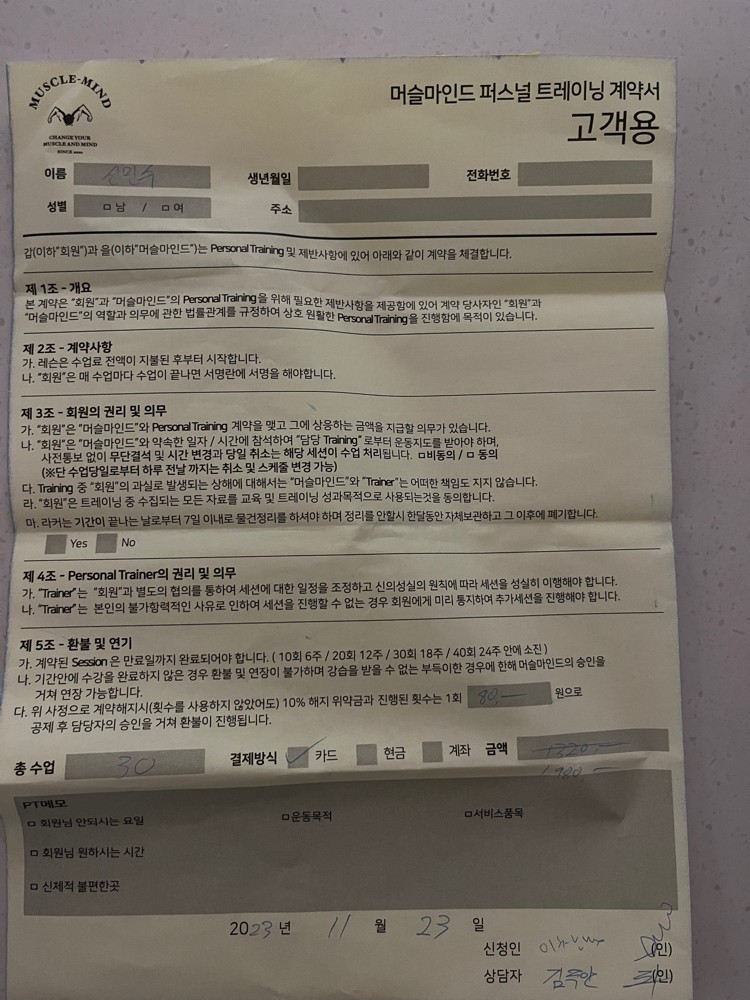 MUSCLE-MIND
CHANGE YOUR
MUSCLE AND MIND
머슬마인드 퍼스널 트레이닝 계약서
고객용
이름 생년월일 전화번호
성별 ㅁ남 / ㅁ여 주소
갑(이하"회원")과 을(이하"머슬마인드")는 Personal Training 및 제반사항에 있어 아래와 같이 계약을 체결합니다.
제 1조 - 개요
본 계약은 "회원"과 "머슬마인드"의 Personal Training을 위해 필요한 제반사항을 제공함에 있어 계약 당사자인 "회원"과
"머슬마인드"의 역할과 의무에 관한 법률관계를 규정하여 상호 원활한 Personal Training을 진행함에 목적이 있습니다.
제 2조 - 계약사항
가. 레슨은 수업료 전액이 지불된 후부터 시작합니다.
나. "회원"은 매 수업마다 수업이 끝나면 서명란에 서명을 해야합니다.
제 3조 - 회원의 권리 및 의무
가. "회원"은 "머슬마인드"와 Personal Training 계약을 맺고 그에 상응하는 금액을 지급할 의무가 있습니다.
나. "회원"은 "머슬마인드"와 약속한 일자 / 시간에 참석하여 "담당 Training" 로부터 운동지도를 받아야 하며,
사전통보 없이 무단결석 및 시간 변경과 당일 취소는 해당 세션이 수업 처리됩니다. ㅁ비동의 / ㅁ 동의
(※단 수업당일로부터 하루 전날 까지는 취소 및 스케줄 변경 가능)
다. Training 중 "회원"의 과실로 발생되는 상해에 대해서는 "머슬마인드"와 "Trainer"는 어떠한 책임도 지지 않습니다.
라. "회원"은 트레이닝 중 수집되는 모든 자료를 교육 및 트레이닝 성과목적으로 사용되는것을 동의합니다.
마. 라커는 기간이 끝나는 날로부터 7일 이내로 물건정리를 하셔야 하며 정리를 안할시 한달동안 자체보관하고 그 이후에 폐기합니다.
Yes No
제 4조 - Personal Trainer의 권리 및 의무
가. "Trainer"는 "회원"과 별도의 협의를 통하여 세션에 대한 일정을 조정하고 신의성실의 원칙에 따라 세션을 성실히 이행해야 합니다.
나. "Trainer"는 본인의 불가항력적인 사유로 인하여 세션을 진행할 수 없는 경우 회원에게 미리 통지하여 추가세션을 진행해야 합니다.
제 5조 - 환불 및 연기
가. 계약된 Session 은 만료일까지 완료되어야 합니다. ( 10회 6주 / 20회 12주 / 30회 18주 / 40회 24주 안에 소진 )
나. 기간안에 수강을 완료하지 않은 경우 환불 및 연장이 불가하며 강습을 받을 수 없는 부득이한 경우에 한해 머슬마인드의 승인을
거쳐 연장 가능합니다.
다. 위 사정으로 계약해지시(횟수를 사용하지 않았어도) 10% 해지 위약금과 진행된 횟수는 1회 80,— 원으로
공제 후 담당자의 승인을 거쳐 환불이 진행됩니다.
총 수업 30 결제방식 ✓ 카드 현금 계좌 금액
PT메모
ㅁ 회원님 안되시는 요일 ㅁ운동목적 ㅁ서비스품목
ㅁ 회원님 원하시는 시간
ㅁ 신체적 불편한곳
2023 년 11 월 23 일
신청인 (인)
상담자 (인)